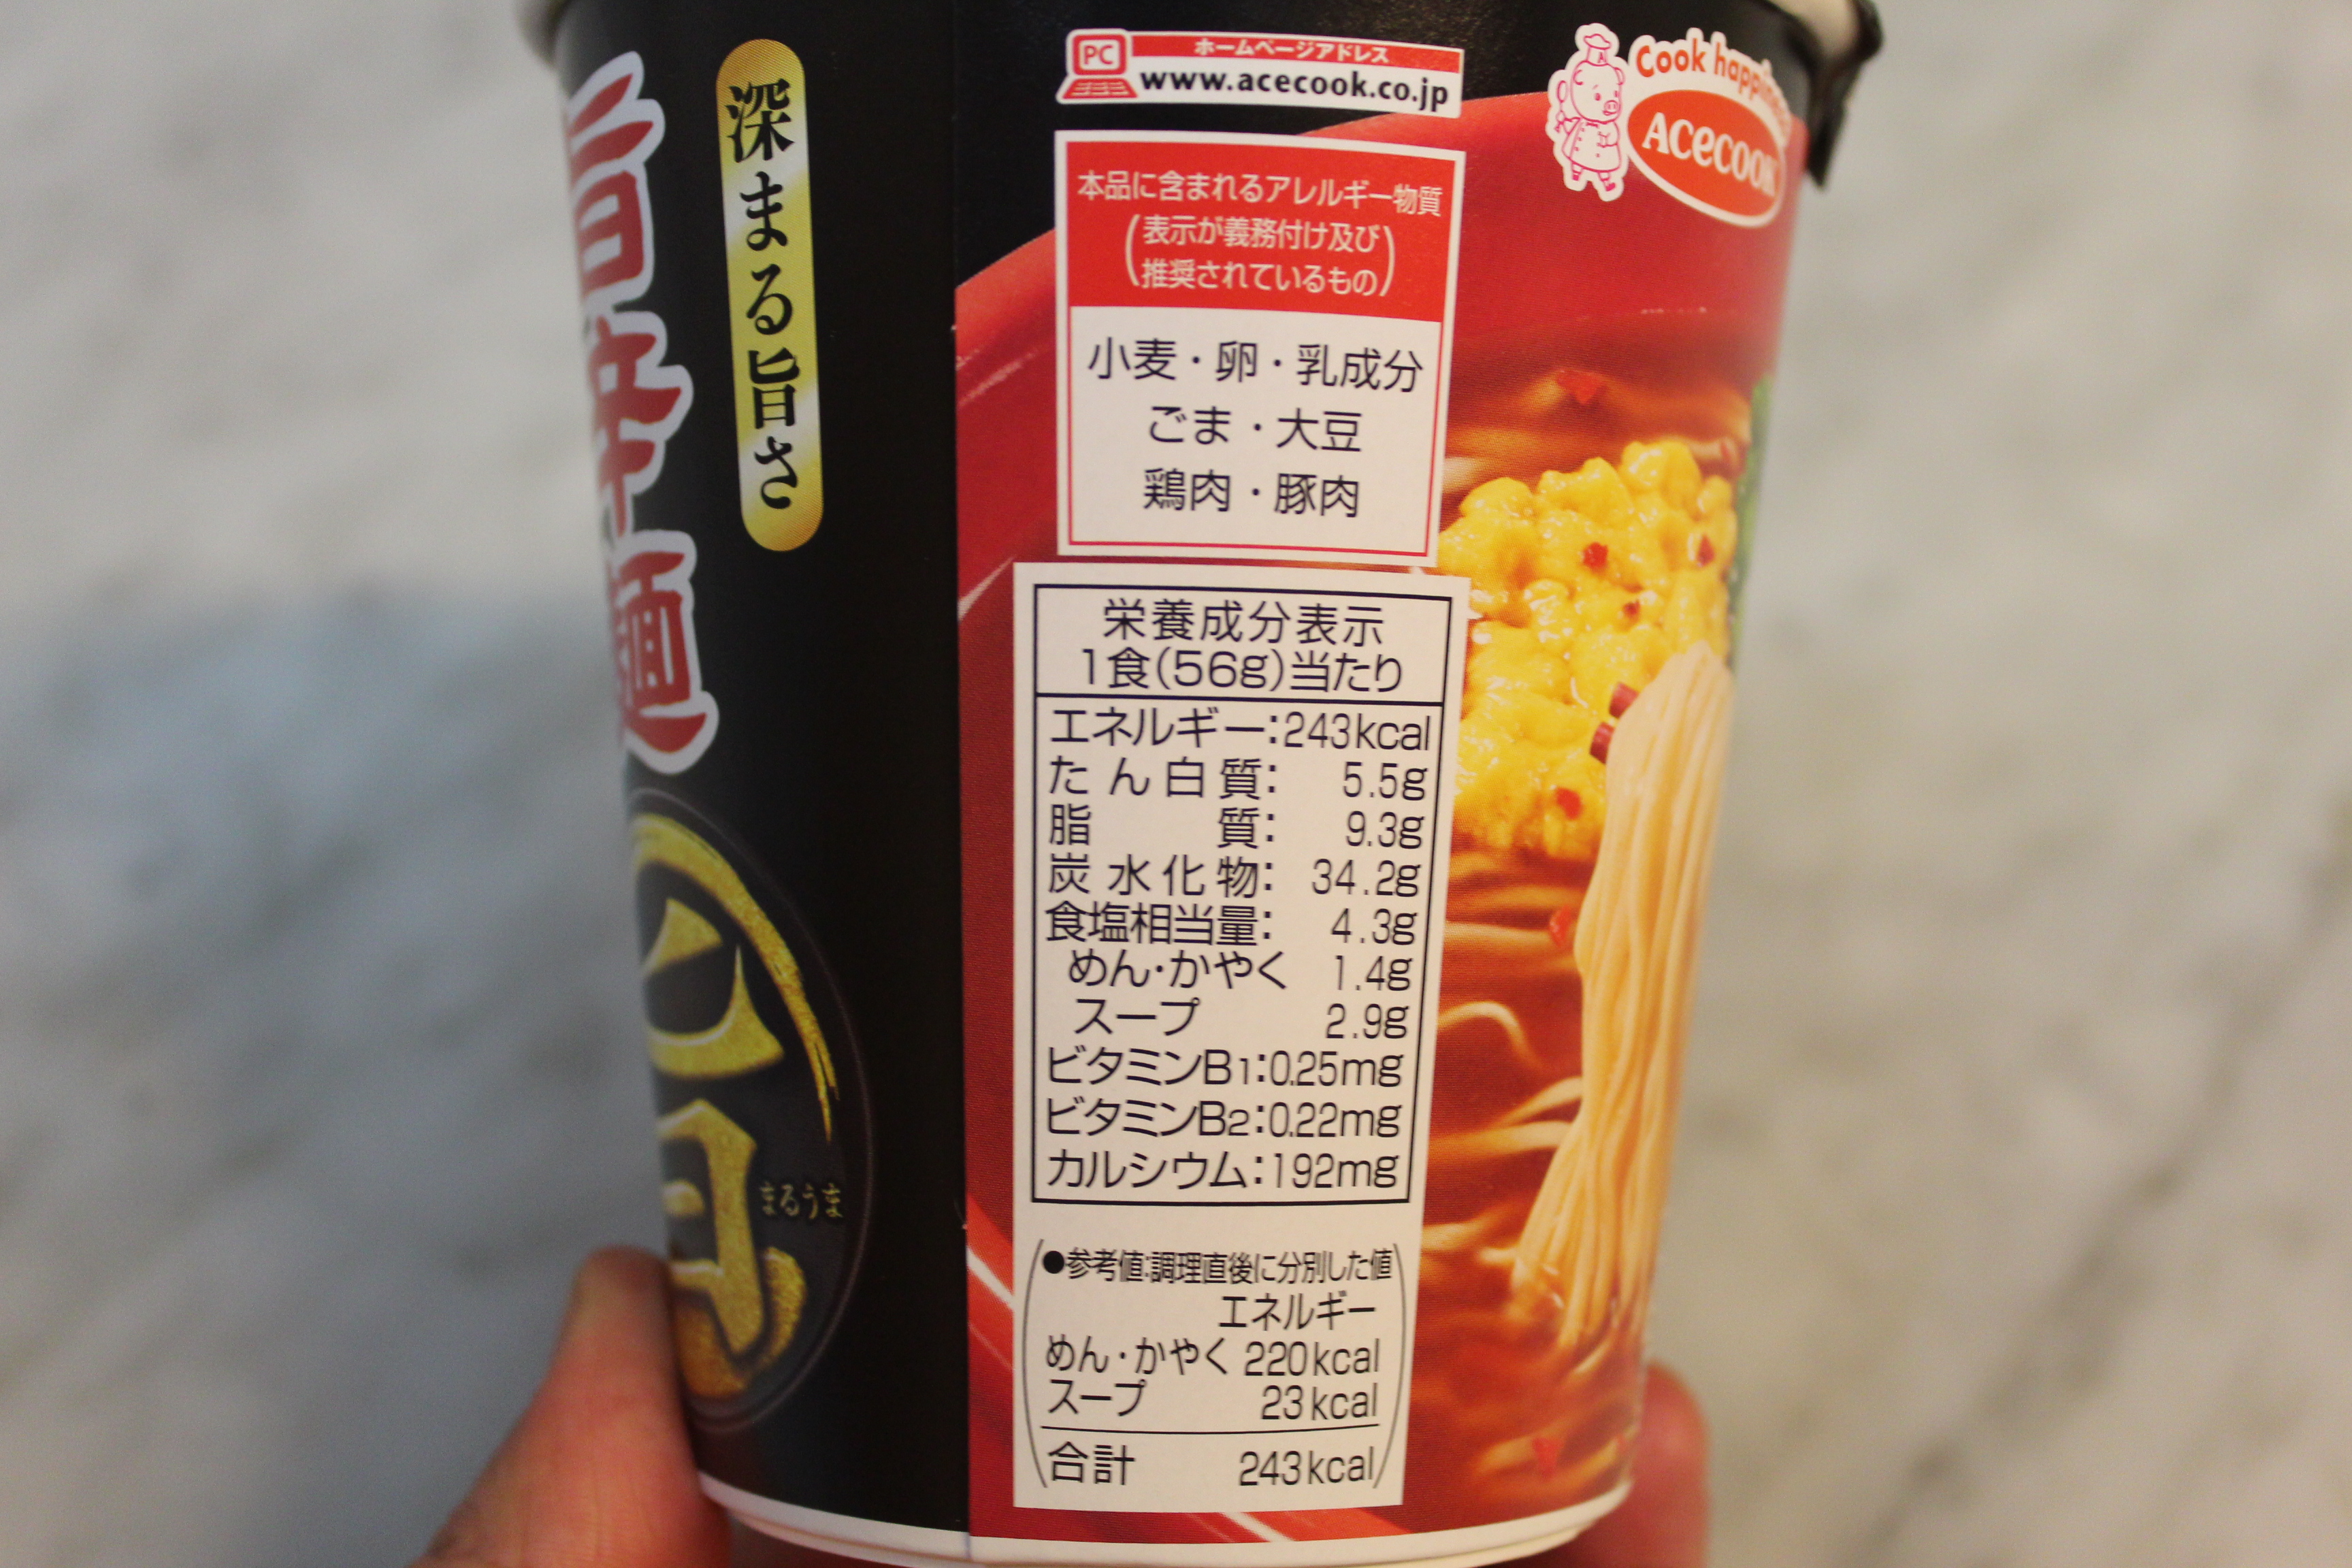 旨辛麺
深まる旨さ
まるうま
PC
ホームページアドレス
www.acecook.co.jp
Cook happiness
Acecook
本品に含まれるアレルギー物質
(表示が義務付け及び
推奨されているもの)
小麦・卵・乳成分
ごま・大豆
鶏肉・豚肉
栄養成分表示
1食(56g)当たり
エネルギー:243kcal
たん白質: 5.5g
脂質: 9.3g
炭水化物: 34.2g
食塩相当量: 4.3g
めん・かやく 1.4g
スープ 2.9g
ビタミンB1:0.25mg
ビタミンB2:0.22mg
カルシウム:192mg
(●参考値:調理直後に分別した値
エネルギー
めん・かやく 220kcal
スープ 23kcal
合計 243kcal)